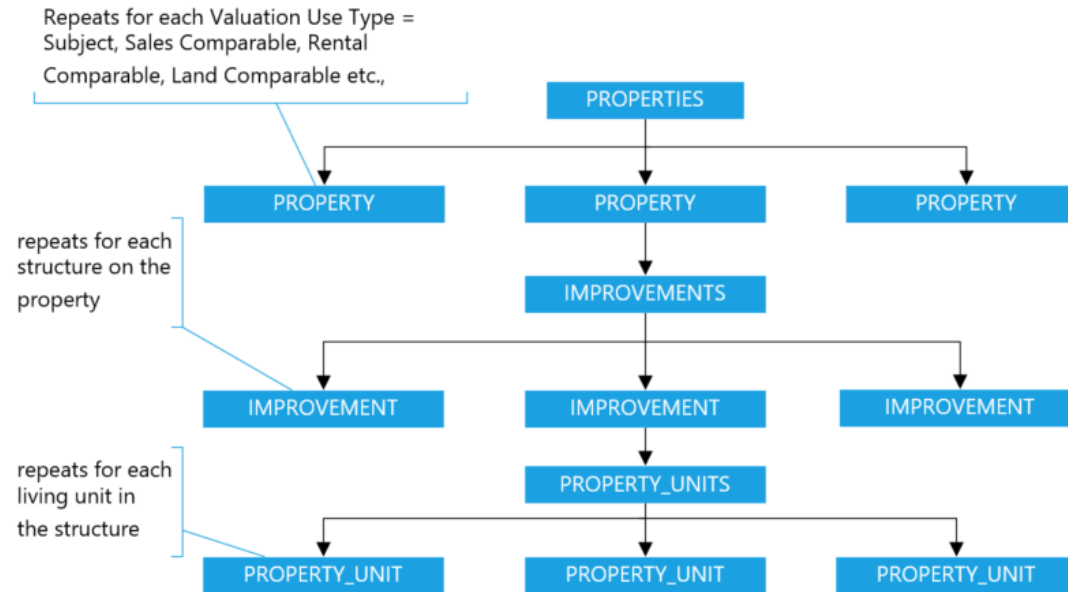 Repeats for each Valuation Use Type =
Subject, Sales Comparable, Rental
Comparable, Land Comparable etc.,
PROPERTIES
PROPERTY
PROPERTY
PROPERTY
repeats for each
structure on the
property
IMPROVEMENTS
IMPROVEMENT
IMPROVEMENT
IMPROVEMENT
repeats for each
living unit in
the structure
PROPERTY_UNITS
PROPERTY_UNIT
PROPERTY_UNIT
PROPERTY_UNIT